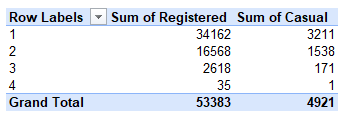 Row Labels Sum of Registered Sum of Casual
1 34162 3211
2 16568 1538
3 2618 171
4 35 1
Grand Total 53383 4921